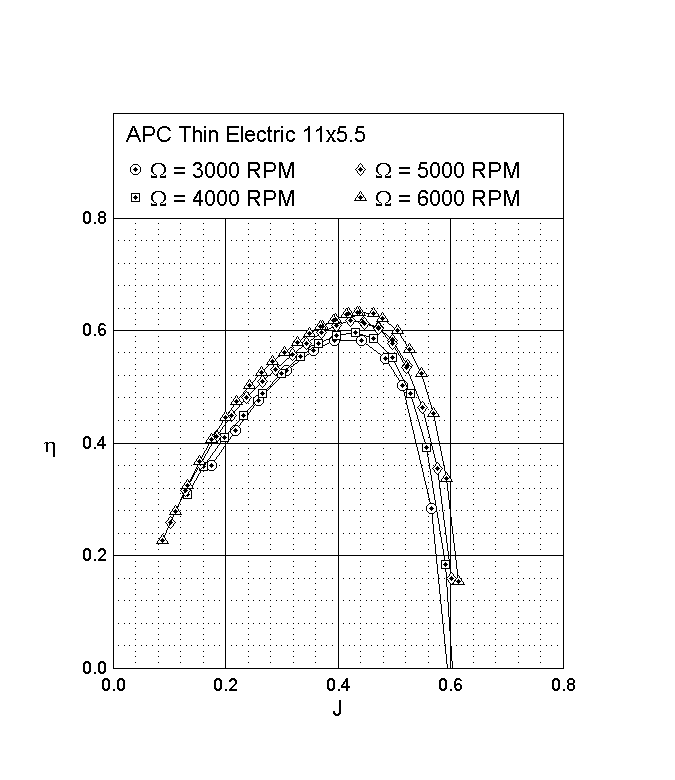 APC Thin Electric 11x5.5
Ω = 3000 RPM Ω = 5000 RPM
Ω = 4000 RPM Ω = 6000 RPM
0.8
0.6
0.4
η
0.2
0.0
0.0 0.2 0.4 0.6 0.8
J